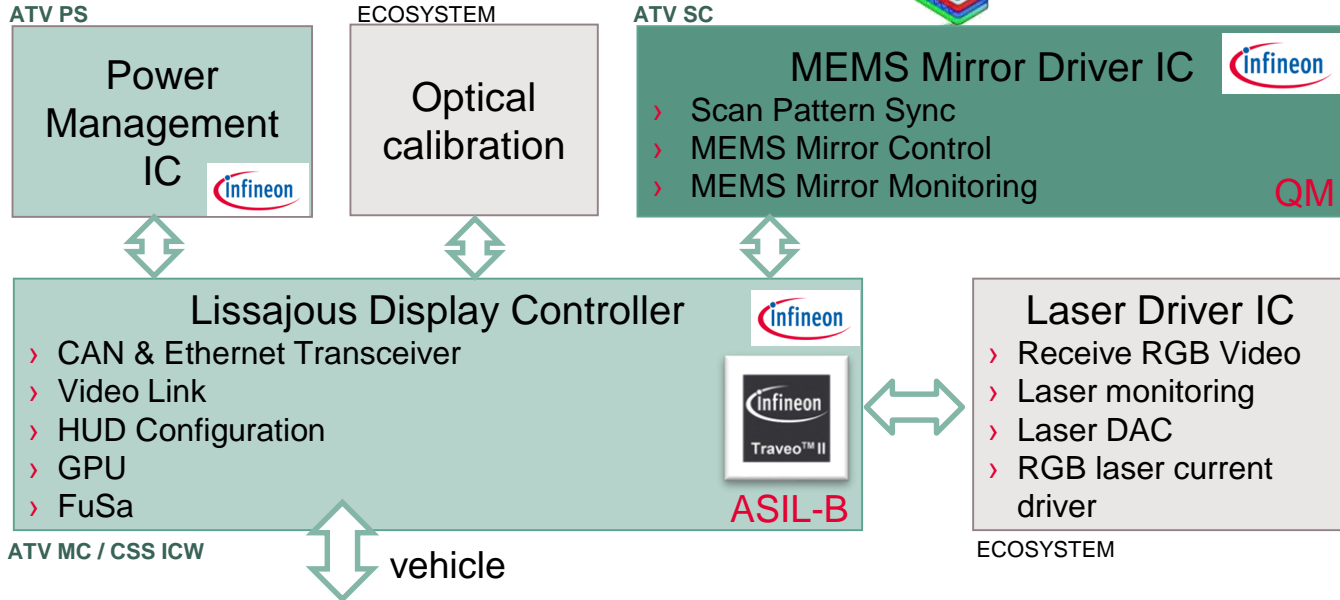 ATV PS
ECOSYSTEM
ATV SC
Power
Management
IC
infineon
Optical
calibration
MEMS Mirror Driver IC
infineon
› Scan Pattern Sync
› MEMS Mirror Control
› MEMS Mirror Monitoring
QM
Lissajous Display Controller
infineon
› CAN & Ethernet Transceiver
› Video Link
› HUD Configuration
› GPU
› FuSa
infineon
Traveo™ II
ASIL-B
Laser Driver IC
› Receive RGB Video
› Laser monitoring
› Laser DAC
› RGB laser current
driver
ATV MC / CSS ICW
vehicle
ECOSYSTEM